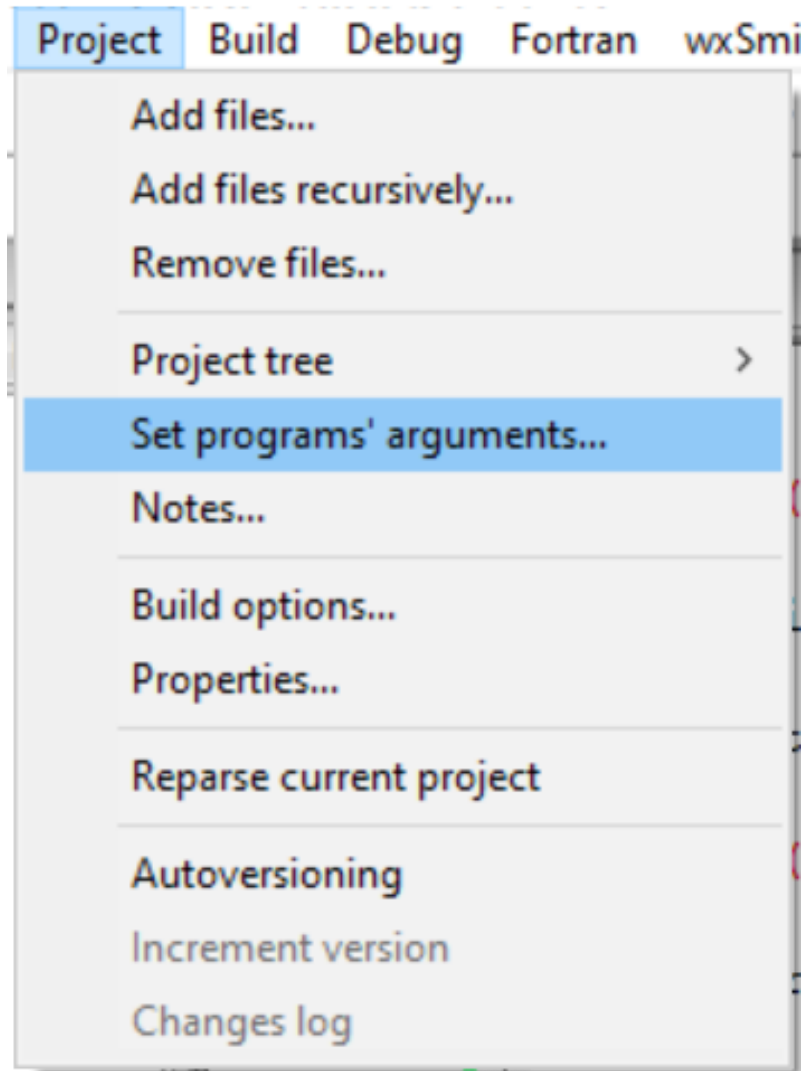 Project Build Debug Fortran wxSmi
Add files...
Add files recursively...
Remove files...
Project tree
Set programs' arguments...
Notes...
Build options...
Properties...
Reparse current project
Autoversioning
Increment version
Changes log